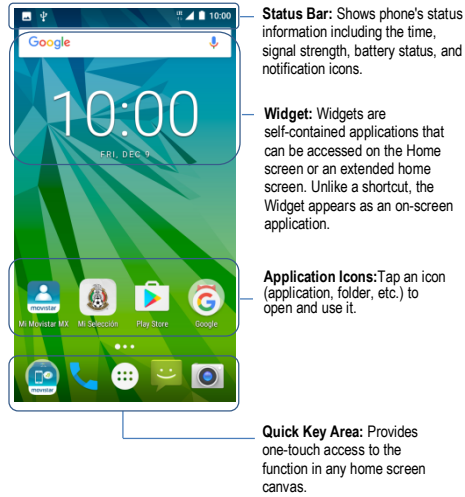 10:00
Status Bar: Shows phone's status
information including the time,
signal strength, battery status, and
notification icons.
Google
10:00
FRI, DEC 9
Widget: Widgets are
self-contained applications that
can be accessed on the Home
screen or an extended home
screen. Unlike a shortcut, the
Widget appears as an on-screen
application.
Application Icons:Tap an icon
(application, folder, etc.) to
open and use it.
movistar
Mi Movistar MX
Mi Selección
Play Store
Google
movistar
Quick Key Area: Provides
one-touch access to the
function in any home screen
canvas.